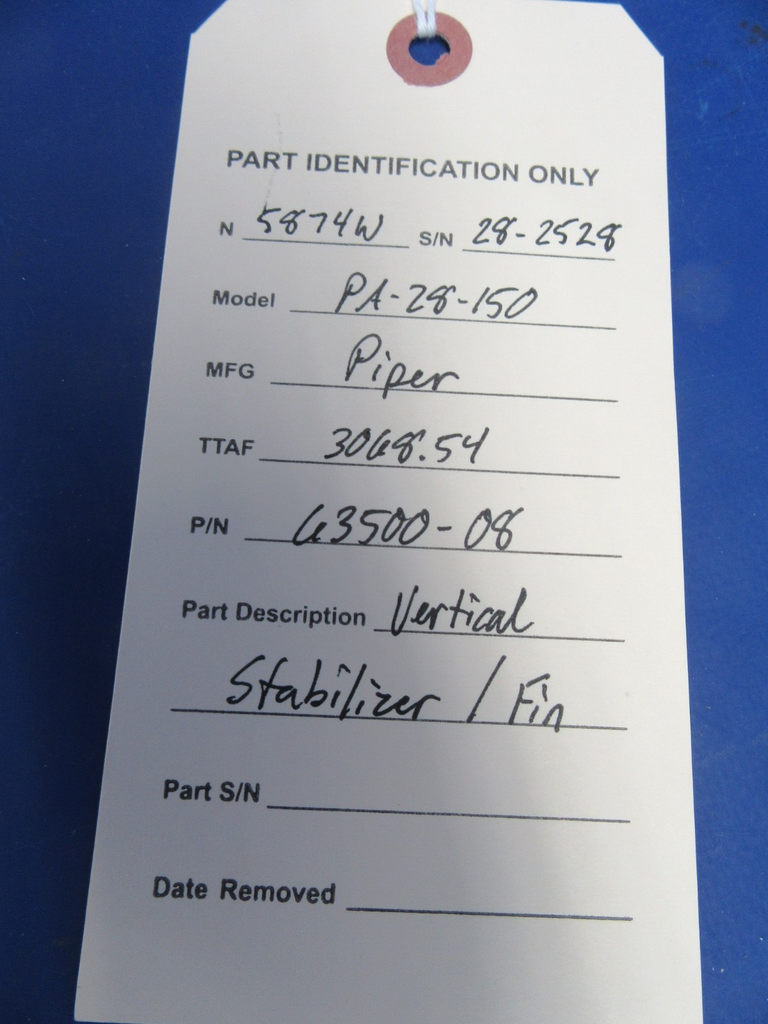 PART IDENTIFICATION ONLY
N 5874W S/N 28-2528
Model PA-28-150
MFG Piper
TTAF 3068.54
P/N 63500-08
Part Description Vertical
Stabilizer / Fin
Part S/N
Date Removed